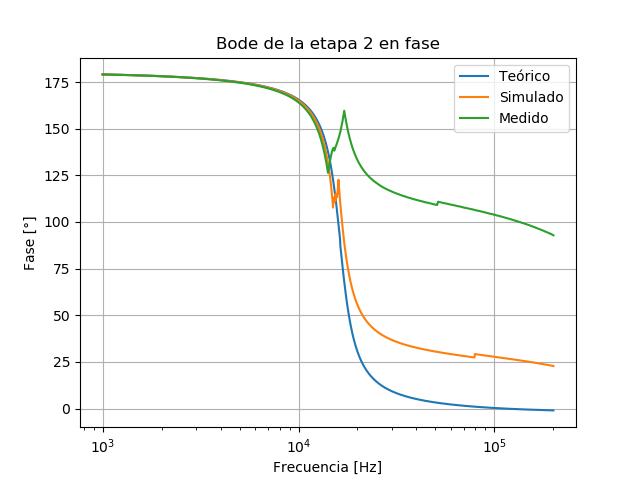 Bode de la etapa 2 en fase
Teórico
Simulado
Medido
Fase [°]
175
150
125
100
75
50
25
0
10³
10⁴
10⁵
Frecuencia [Hz]